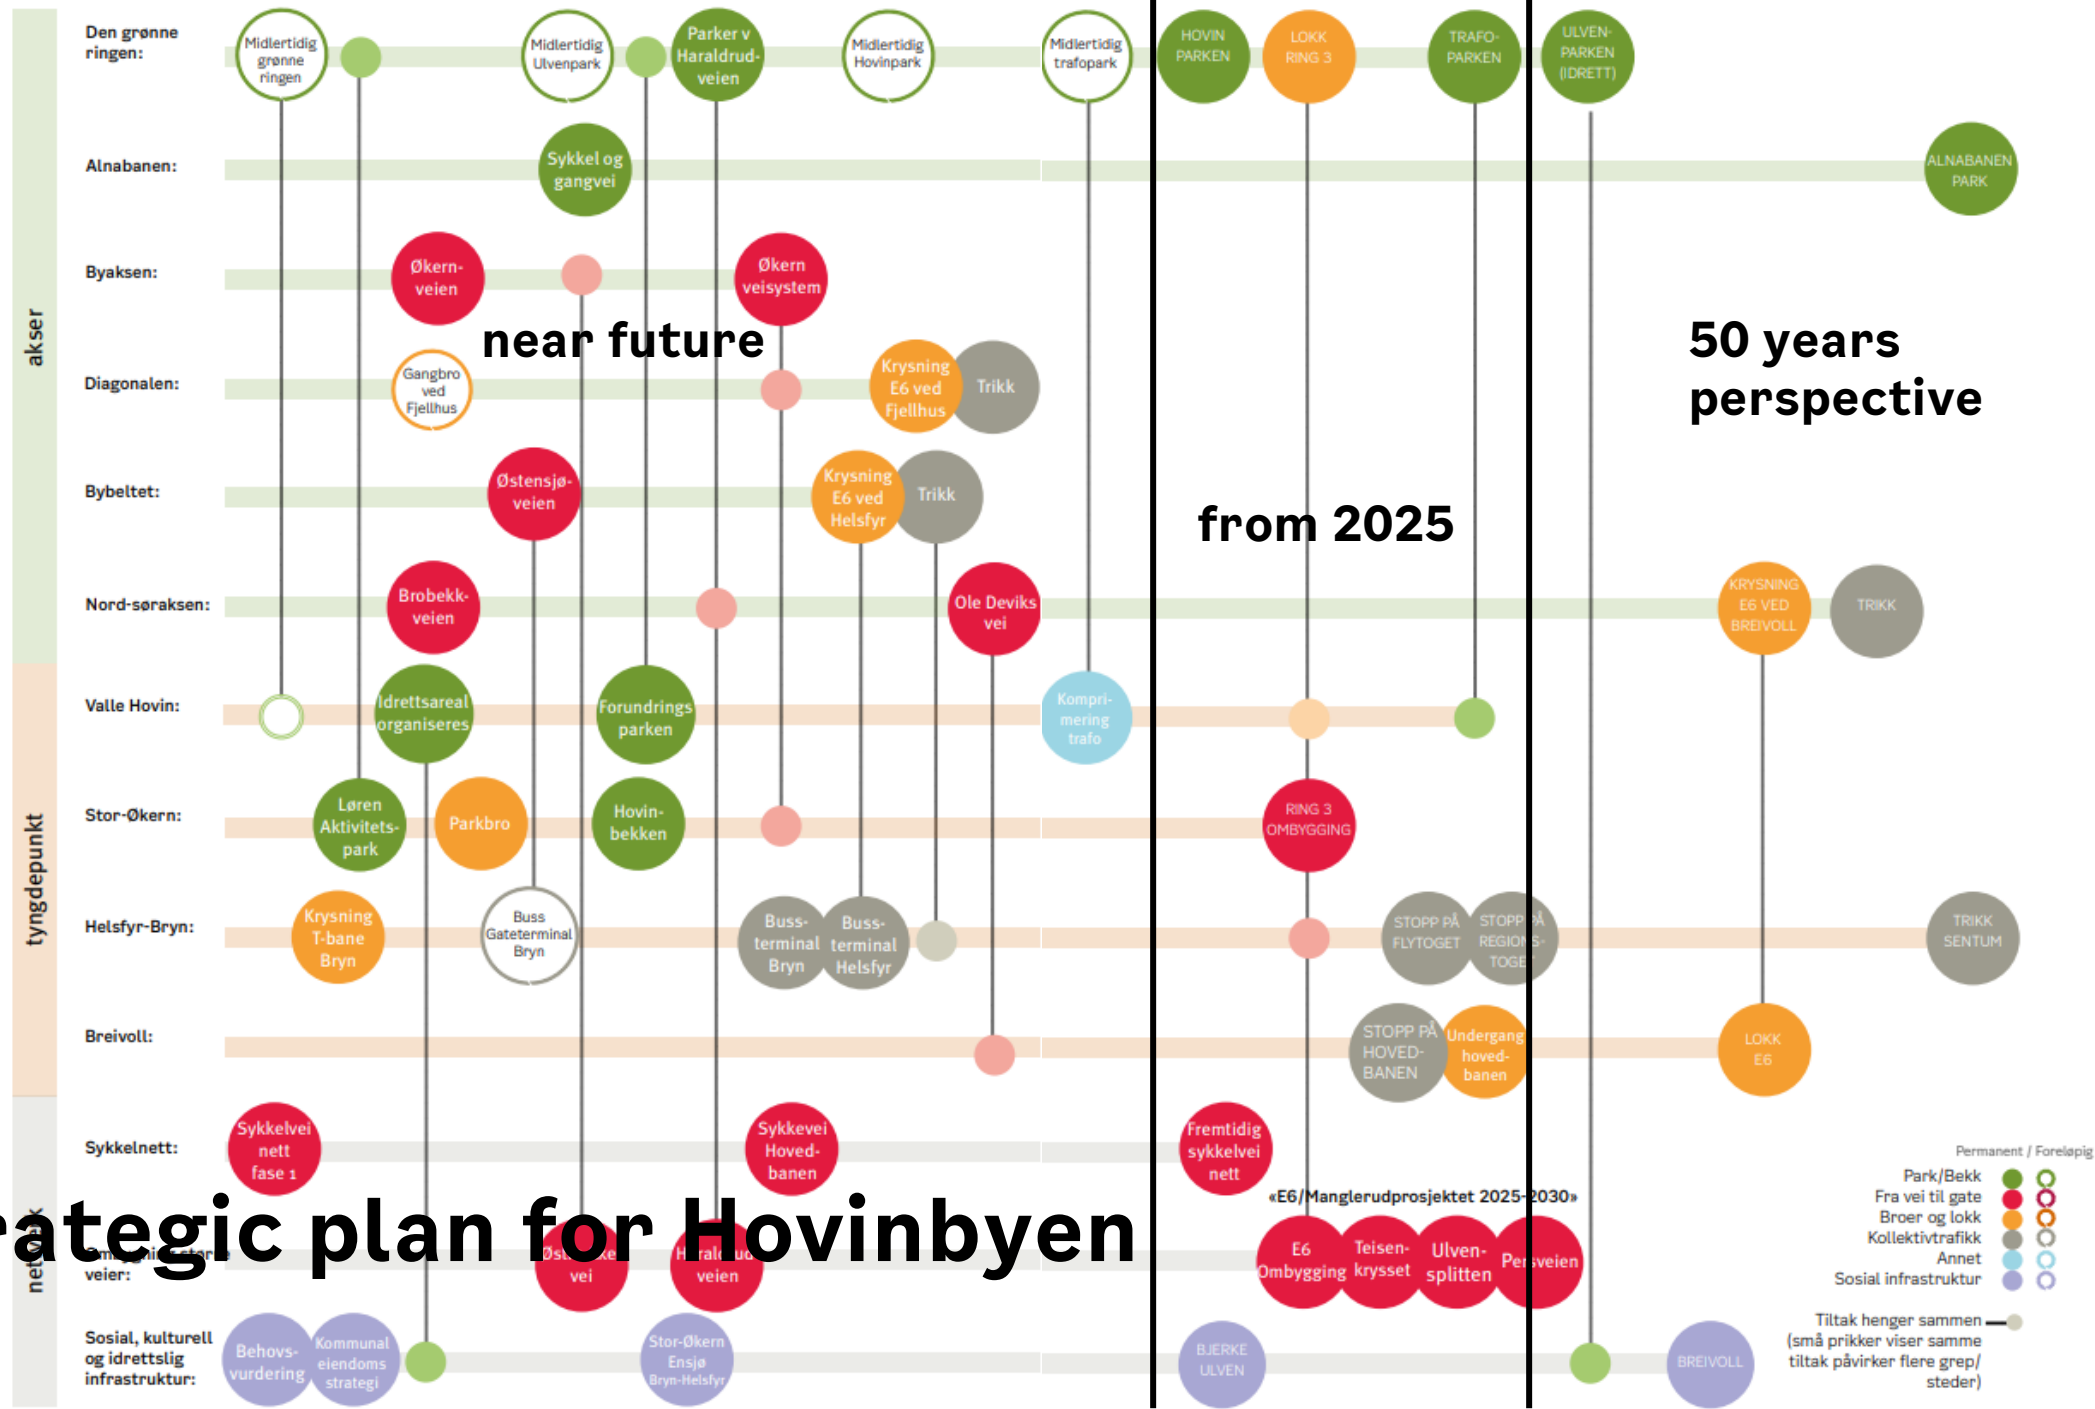 Den grønne
ringen:
Midlertidig
grønne
ringen
Midlertidig
Ulvenpark
Parker v
Haraldrud-
veien
Midlertidig
Hovinpark
Midlertidig
trafopark
HOVIN
PARKEN
LOKK
RING 3
TRAFO-
PARKEN
ULVEN-
PARKEN
(IDRETT)
akser
Alnabanen:
Sykkel og
gangvei
ALNABANEN
PARK
Byaksen:
Økern-
veien
Økern
veisystem
near future
50 years
perspective
Diagonalen:
Gangbro
ved
Fjellhus
Krysning
E6 ved
Fjellhus
Trikk
Bybeltet:
Østensjø-
veien
Krysning
E6 ved
Helsfyr
Trikk
from 2025
Nord-søraksen:
Brobekk-
veien
Ole Deviks
vei
KRYSNING
E6 VED
BREIVOLL
TRIKK
tyngdepunkt
Valle Hovin:
Idrettsareal
organiseres
Forundrings
parken
Kompri-
mering
trafo
Stor-Økern:
Løren
Aktivitets-
park
Parkbro
Hovin-
bekken
RING 3
OMBYGGING
Helsfyr-Bryn:
Krysning
T-bane
Bryn
Buss
Gateterminal
Bryn
Buss-
terminal
Bryn
Buss-
terminal
Helsfyr
STOPP PÅ
FLYTOGET
STOPP PÅ
REGIONS-
TOGET
TRIKK
SENTUM
Breivoll:
STOPP PÅ
HOVED-
BANEN
Undergang
hoved-
banen
LOKK
E6
Sykkelnett:
Sykkelvei
nett
fase 1
Sykkevei
Hoved-
banen
Fremtidig
sykkelvei
nett
«E6/Manglerudprosjektet 2025-2030»
rategic plan for Hovinbyen
større
veier:
vei
veien
E6
Ombygging
Teisen-
krysset
Ulven-
splitten
Persveien
Sosial, kulturell
og idrettslig
infrastruktur:
Behovs-
vurdering
Kommunal
eiendoms
strategi
Stor-Økern
Ensjø
Bryn-Helsfyr
BJERKE
ULVEN
BREIVOLL
Permanent / Foreløpig
Park/Bekk
Fra vei til gate
Broer og lokk
Kollektivtrafikk
Annet
Sosial infrastruktur
Tiltak henger sammen
(små prikker viser samme
tiltak påvirker flere grep/
steder)